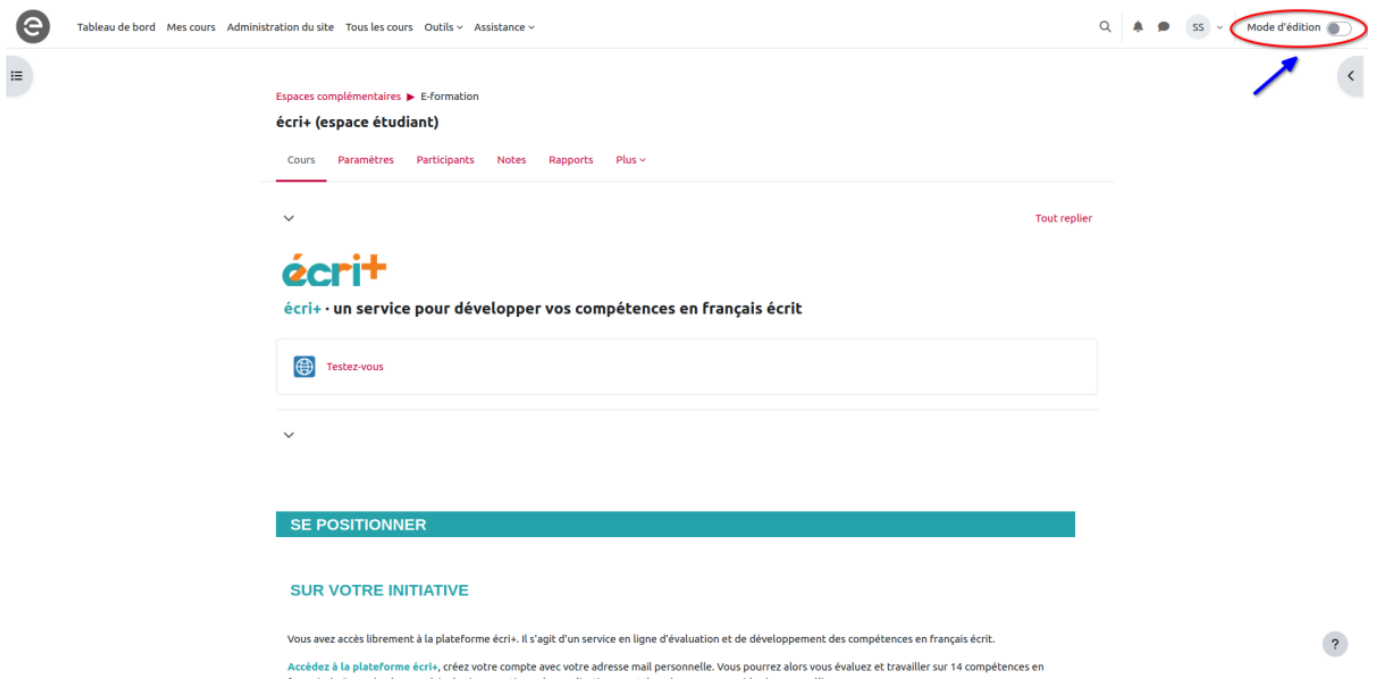 Tableau de bord Mes cours Administration du site Tous les cours Outils Assistance SS Mode d'édition
Espaces complémentaires ▶ E-formation
écri+ (espace étudiant)
Cours Paramètres Participants Notes Rapports Plus
Tout replier
écri+
écri+ · un service pour développer vos compétences en français écrit
Testez-vous
SE POSITIONNER
SUR VOTRE INITIATIVE
Vous avez accès librement à la plateforme écri+. Il s'agit d'un service en ligne d'évaluation et de développement des compétences en français écrit.
?
Accédez à la plateforme écri+, créez votre compte avec votre adresse mail personnelle. Vous pourrez alors vous évaluez et travailler sur 14 compétences en